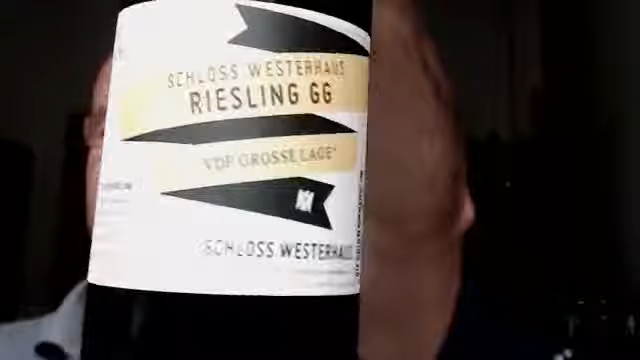 SCHLOSS WESTERHAUS
RIESLING GG
VDP. GROSSE LAGE
SCHLOSS WESTERHAUS